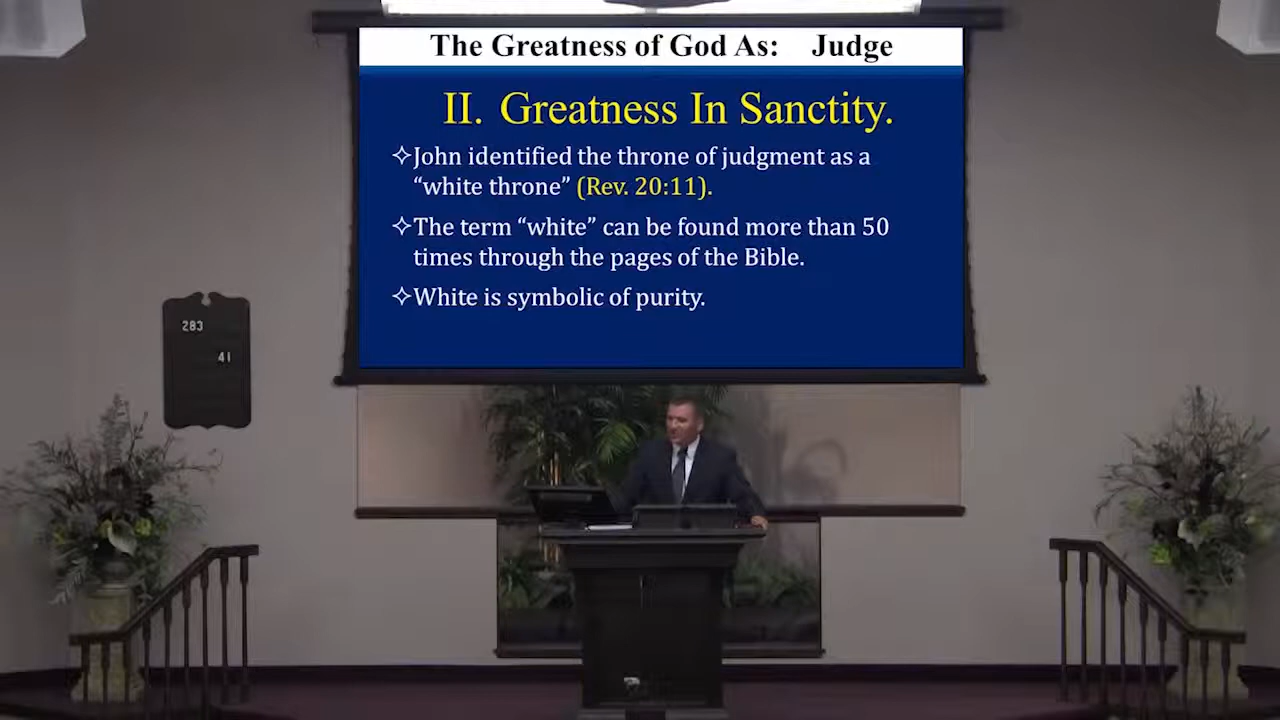 The Greatness of God As: Judge
II. Greatness In Sanctity.
✧John identified the throne of judgment as a
“white throne” (Rev. 20:11).
✧The term “white” can be found more than 50
times through the pages of the Bible.
✧White is symbolic of purity.
283
41